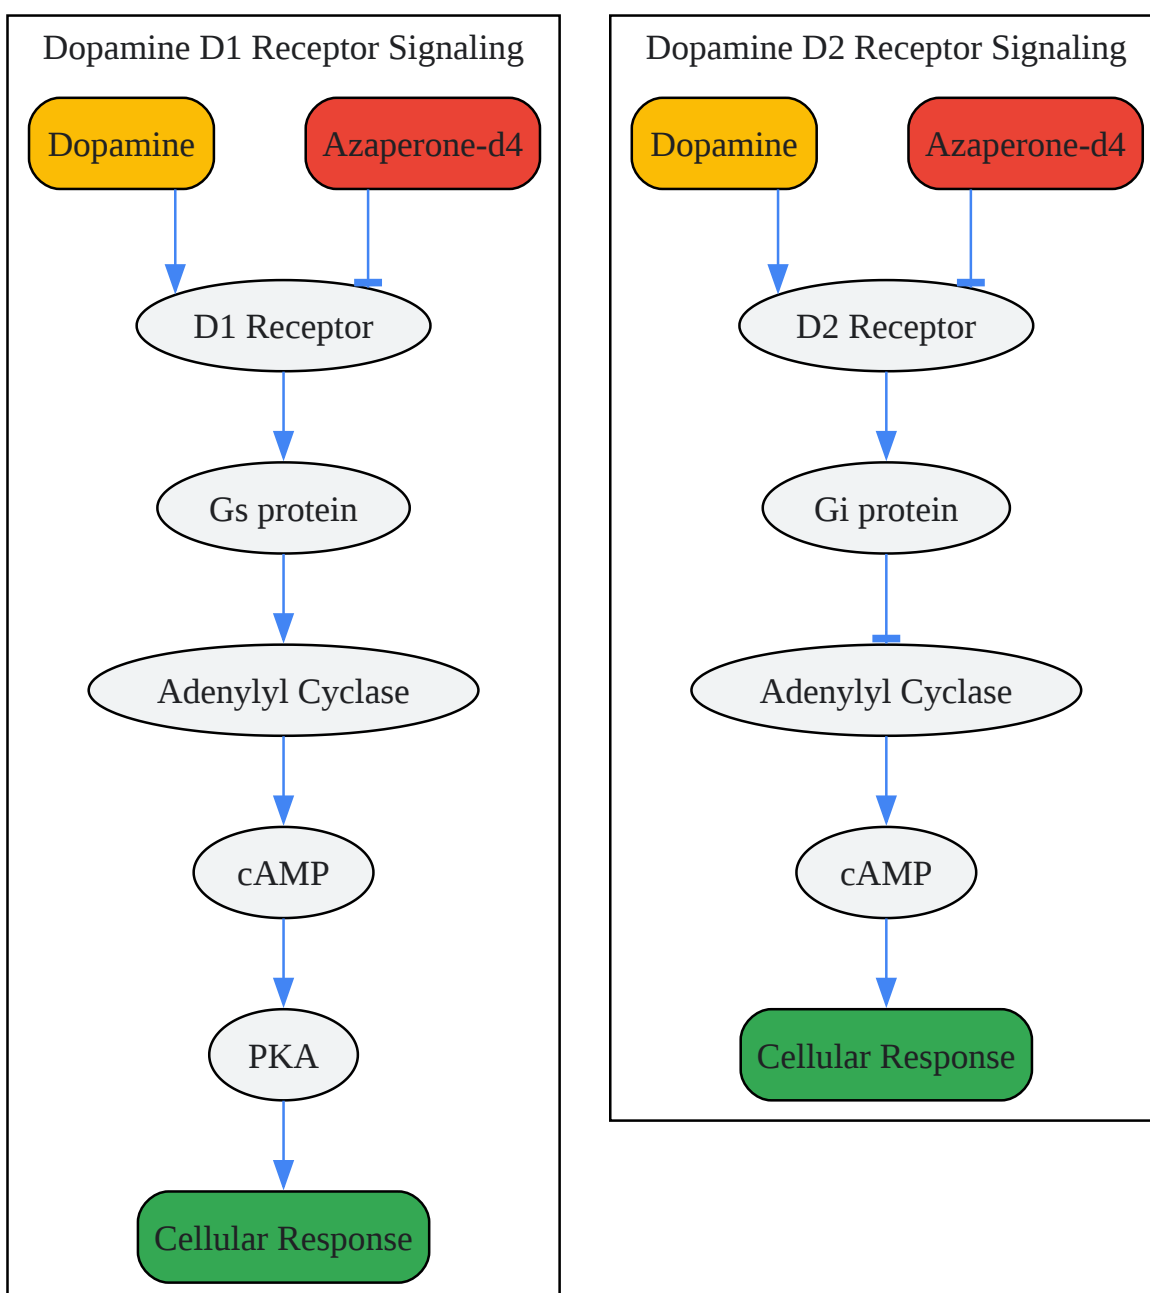 Dopamine D1 Receptor Signaling
Dopamine
Azaperone-d4
D1 Receptor
Gs protein
Adenylyl Cyclase
cAMP
PKA
Cellular Response
Dopamine D2 Receptor Signaling
Dopamine
Azaperone-d4
D2 Receptor
Gi protein
Adenylyl Cyclase
cAMP
Cellular Response